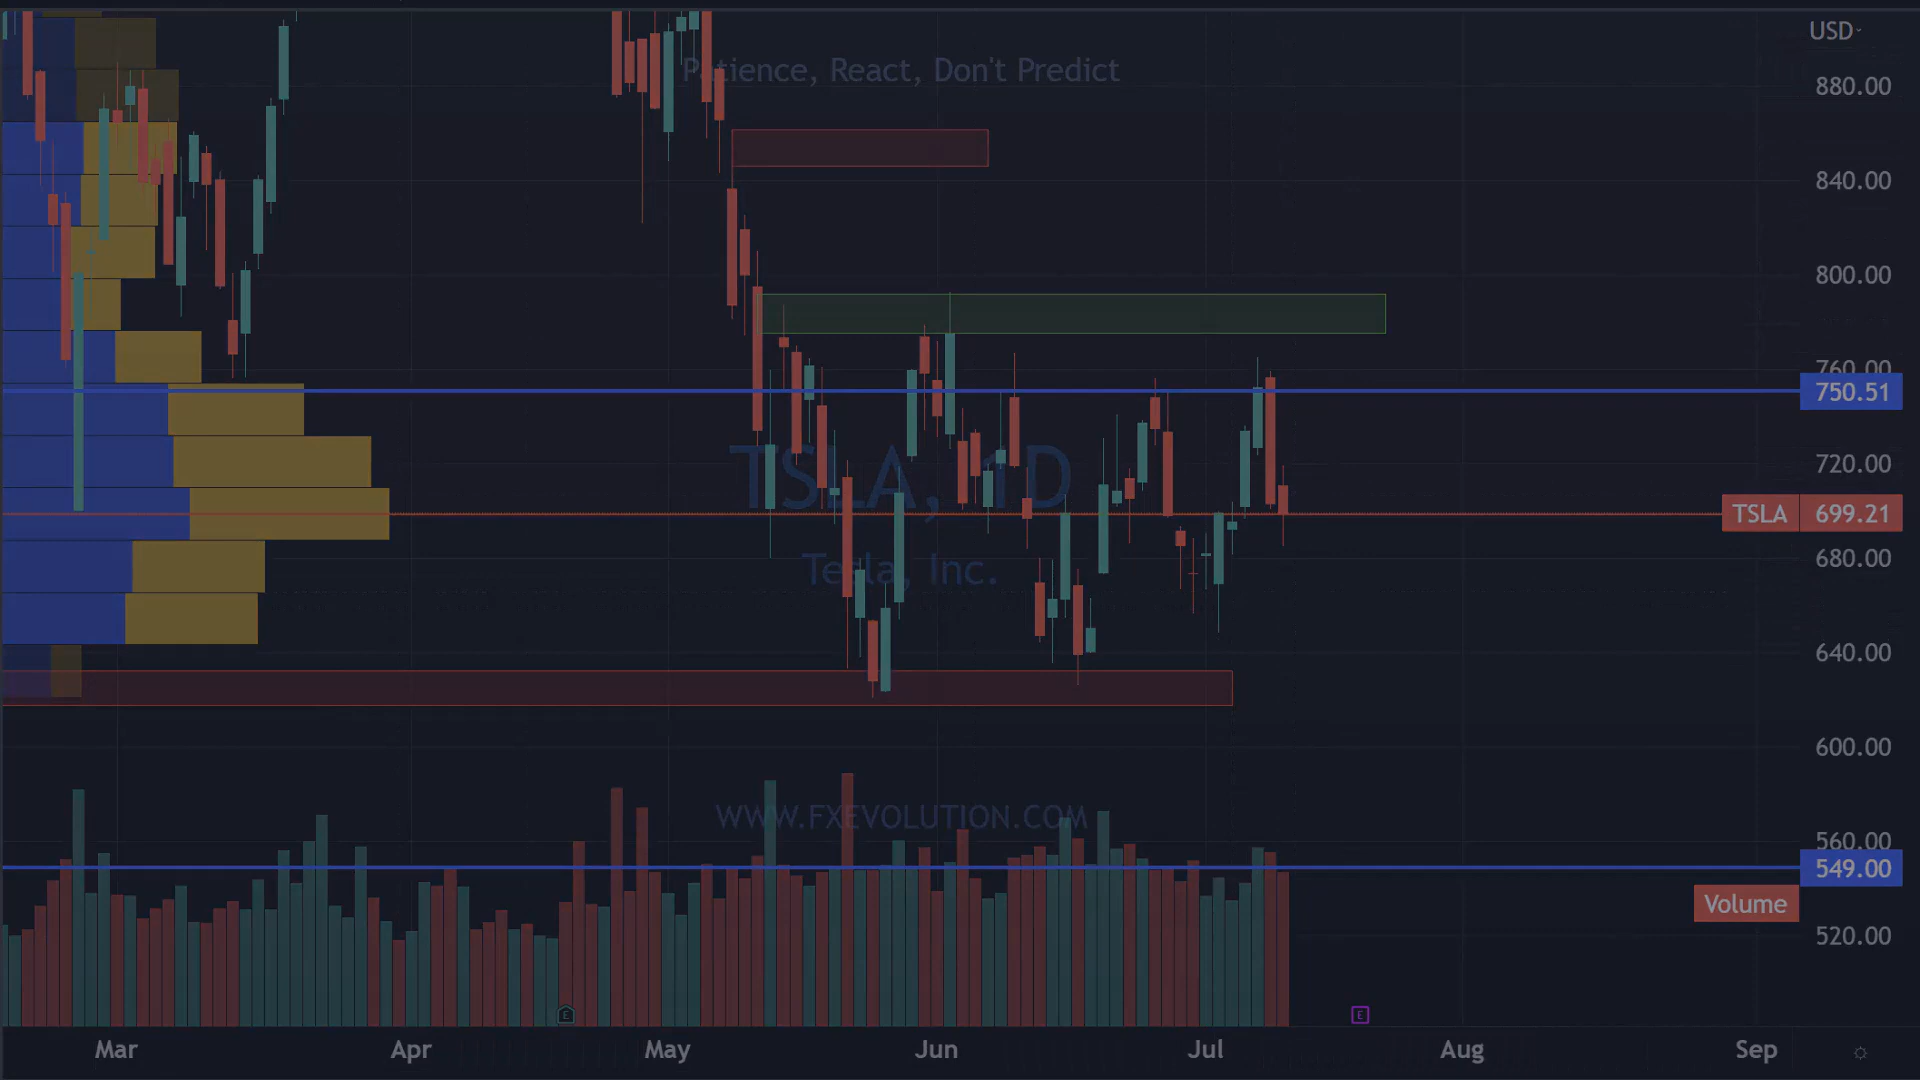 USD
Patience, React, Don't Predict
880.00
840.00
800.00
760.00
750.51
TSLA, 1D
720.00
TSLA 699.21
Tesla, Inc.
680.00
640.00
600.00
WWW.FXEVOLUTION.COM
560.00
549.00
Volume
520.00
E E
Mar Apr May Jun Jul Aug Sep